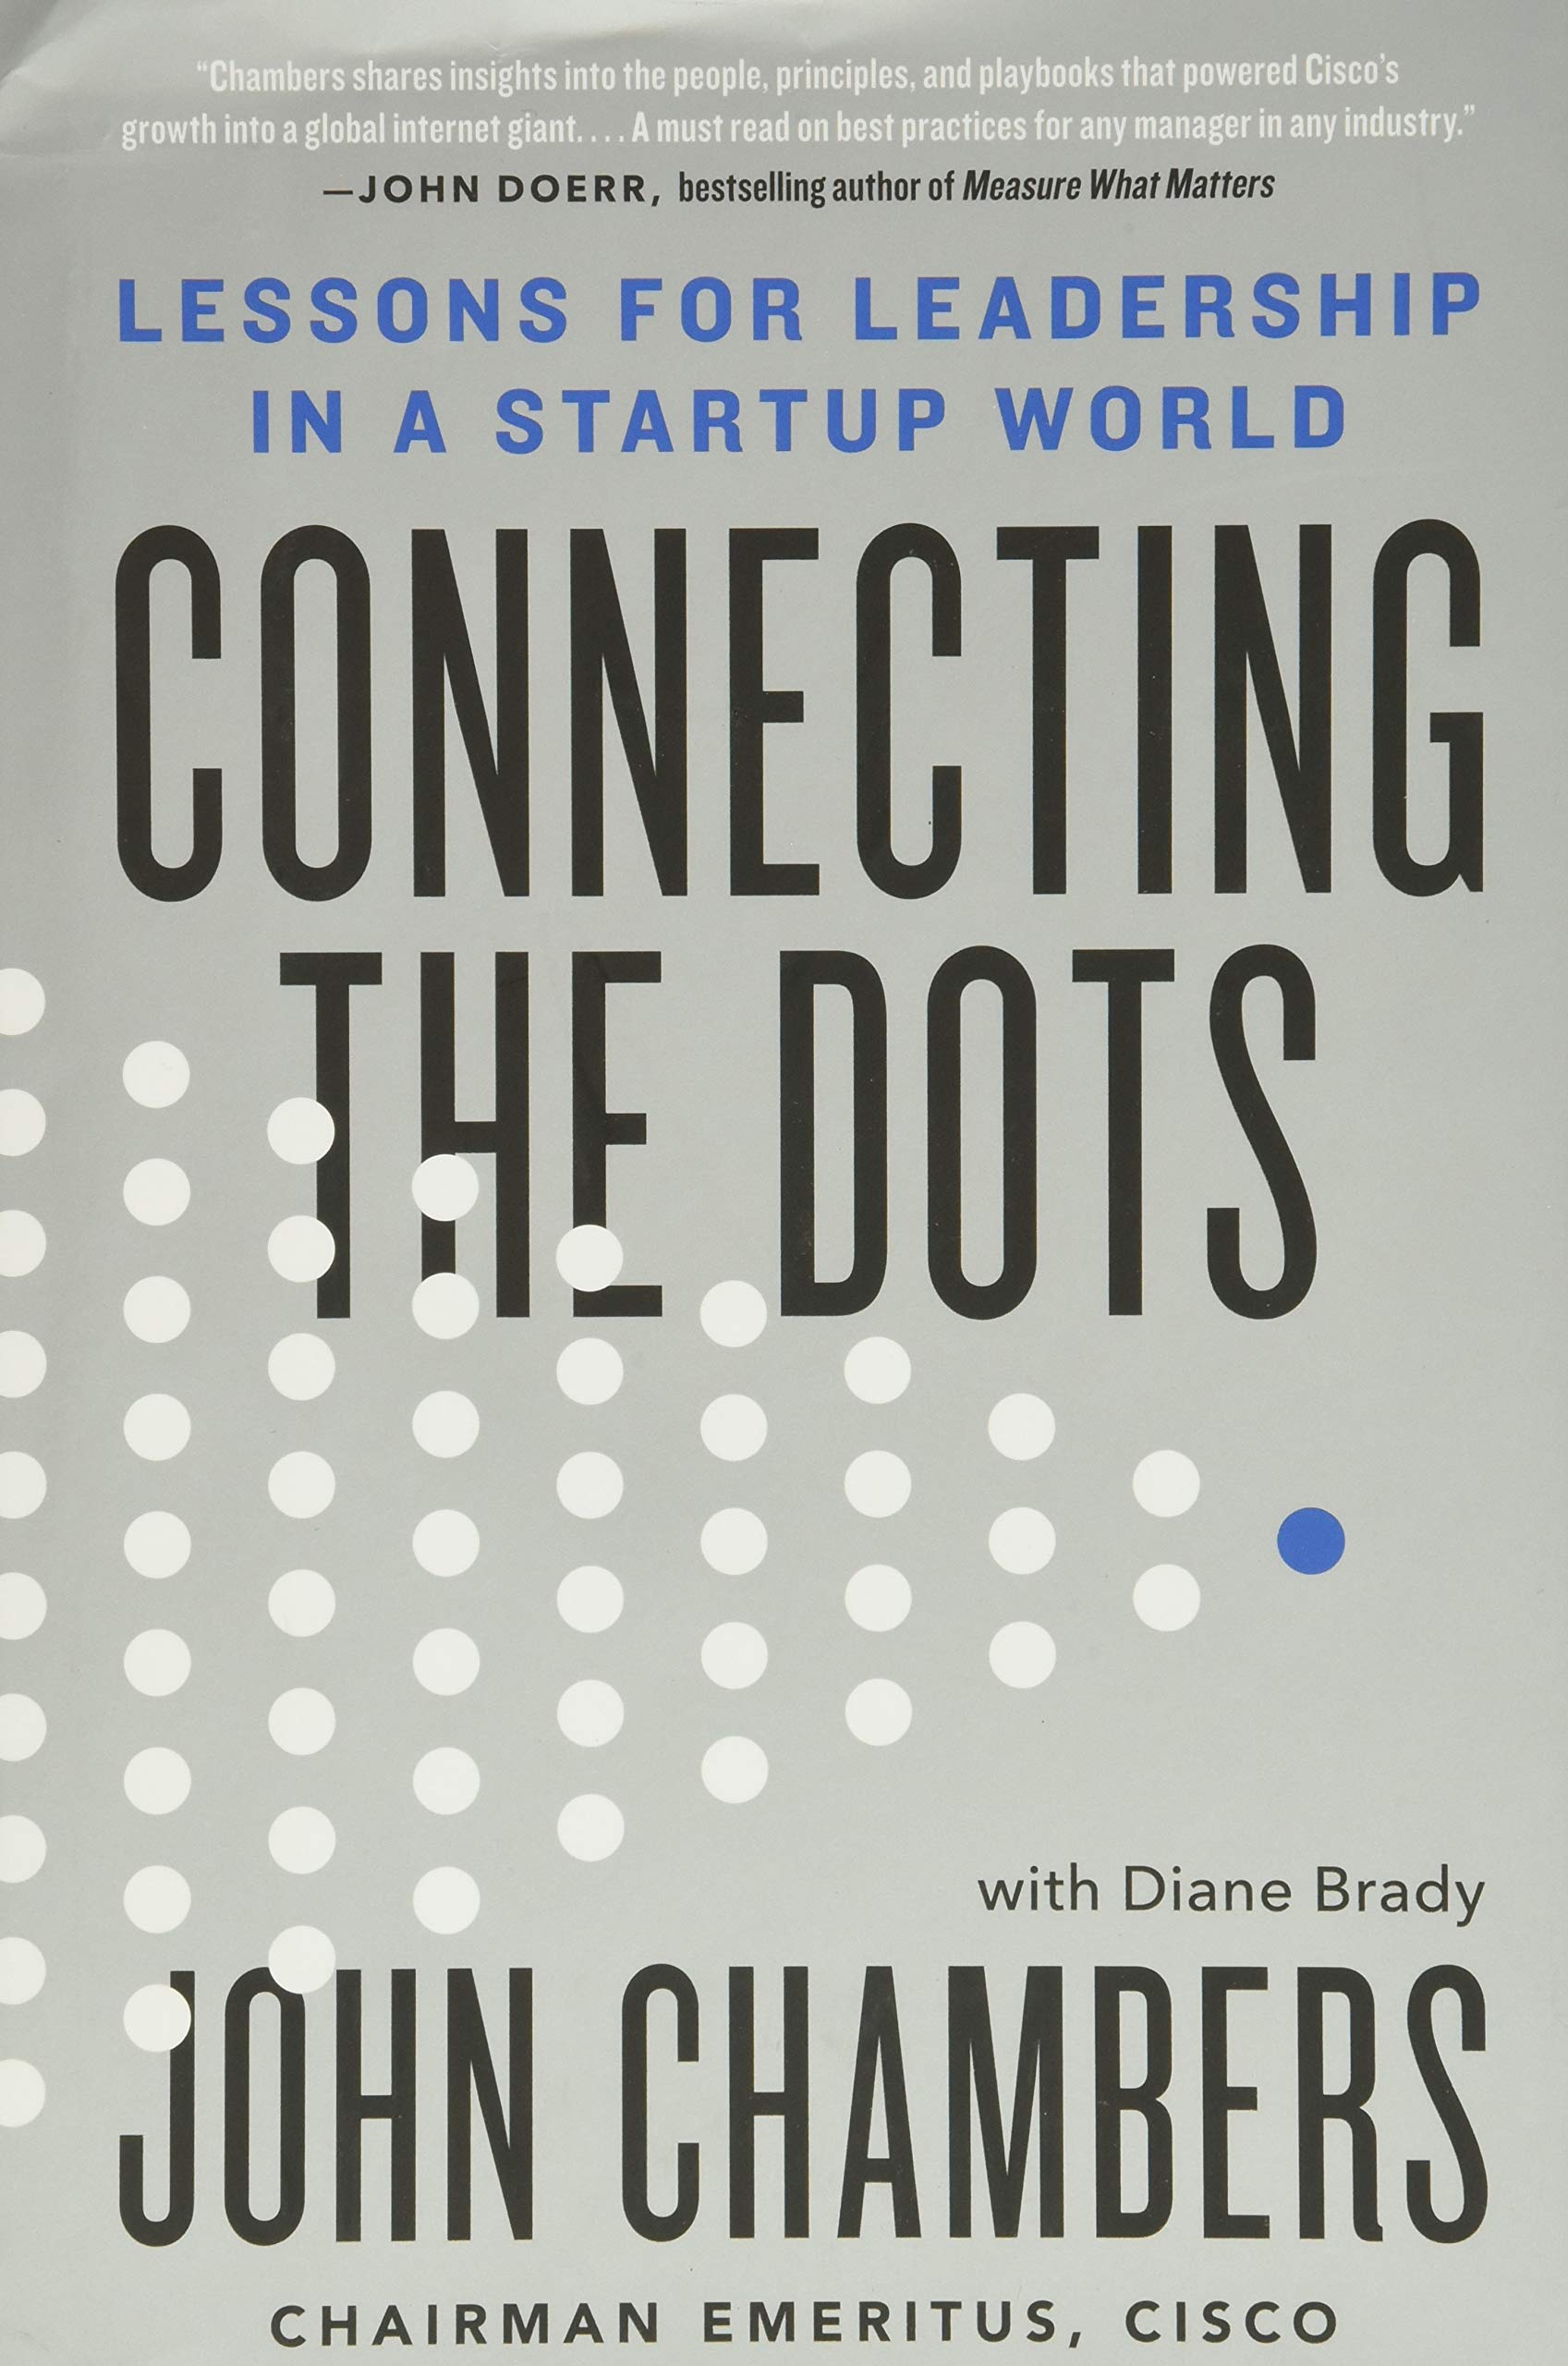 “Chambers shares insights into the people, principles, and playbooks that powered Cisco’s
growth into a global internet giant. . . . A must read on best practices for any manager in any industry.”
—JOHN DOERR, bestselling author of Measure What Matters
LESSONS FOR LEADERSHIP
IN A STARTUP WORLD
CONNECTING
THE DOTS
with Diane Brady
JOHN CHAMBERS
CHAIRMAN EMERITUS, CISCO